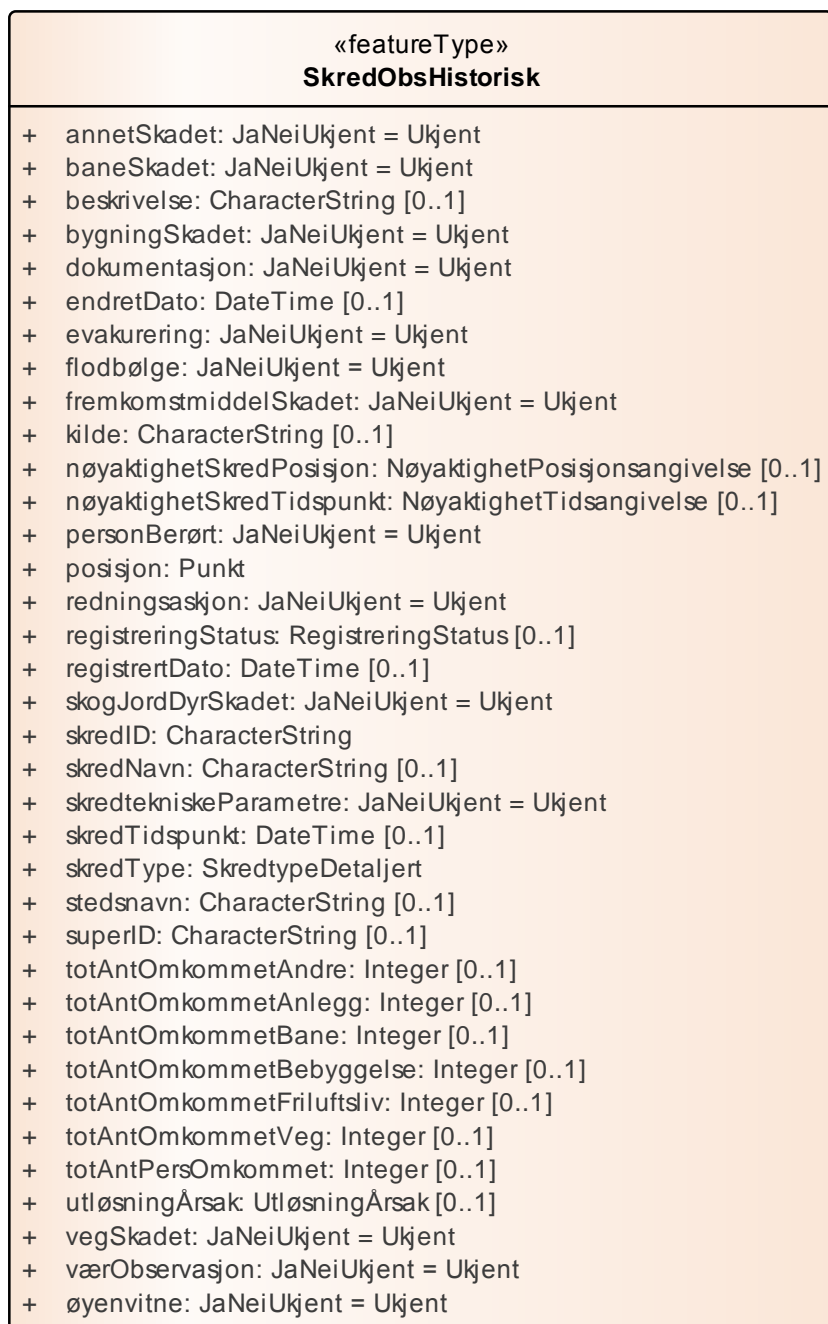 «featureType»
SkredObsHistorisk
+ annetSkadet: JaNeiUkjent = Ukjent
+ baneSkadet: JaNeiUkjent = Ukjent
+ beskrivelse: CharacterString [0..1]
+ bygningSkadet: JaNeiUkjent = Ukjent
+ dokumentasjon: JaNeiUkjent = Ukjent
+ endretDato: DateTime [0..1]
+ evakurering: JaNeiUkjent = Ukjent
+ flodbølge: JaNeiUkjent = Ukjent
+ fremkomstmiddelSkadet: JaNeiUkjent = Ukjent
+ kilde: CharacterString [0..1]
+ nøyaktighetSkredPosisjon: NøyaktighetPosisjonsangivelse [0..1]
+ nøyaktighetSkredTidspunkt: NøyaktighetTidsangivelse [0..1]
+ personBerørt: JaNeiUkjent = Ukjent
+ posisjon: Punkt
+ redningsaskjon: JaNeiUkjent = Ukjent
+ registreringStatus: RegistreringStatus [0..1]
+ registrertDato: DateTime [0..1]
+ skogJordDyrSkadet: JaNeiUkjent = Ukjent
+ skredID: CharacterString
+ skredNavn: CharacterString [0..1]
+ skredtekniskeParametre: JaNeiUkjent = Ukjent
+ skredTidspunkt: DateTime [0..1]
+ skredType: SkredtypeDetaljert
+ stedsnavn: CharacterString [0..1]
+ superID: CharacterString [0..1]
+ totAntOmkommetAndre: Integer [0..1]
+ totAntOmkommetAnlegg: Integer [0..1]
+ totAntOmkommetBane: Integer [0..1]
+ totAntOmkommetBebyggelse: Integer [0..1]
+ totAntOmkommetFriluftsliv: Integer [0..1]
+ totAntOmkommetVeg: Integer [0..1]
+ totAntPersOmkommet: Integer [0..1]
+ utløsningÅrsak: UtløsningÅrsak [0..1]
+ vegSkadet: JaNeiUkjent = Ukjent
+ værObservasjon: JaNeiUkjent = Ukjent
+ øyenvitne: JaNeiUkjent = Ukjent